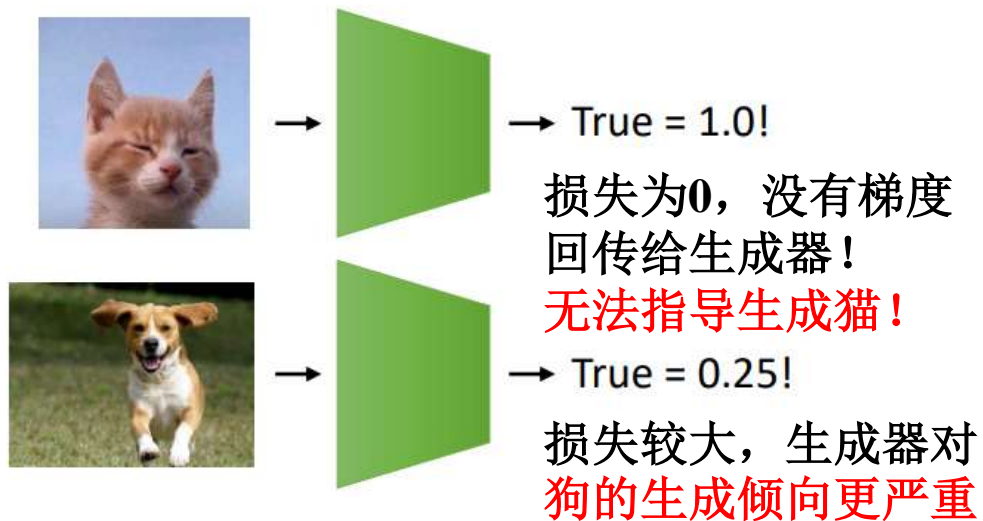 True = 1.0!
损失为0，没有梯度
回传给生成器！
无法指导生成猫！
True = 0.25!
损失较大，生成器对
狗的生成倾向更严重